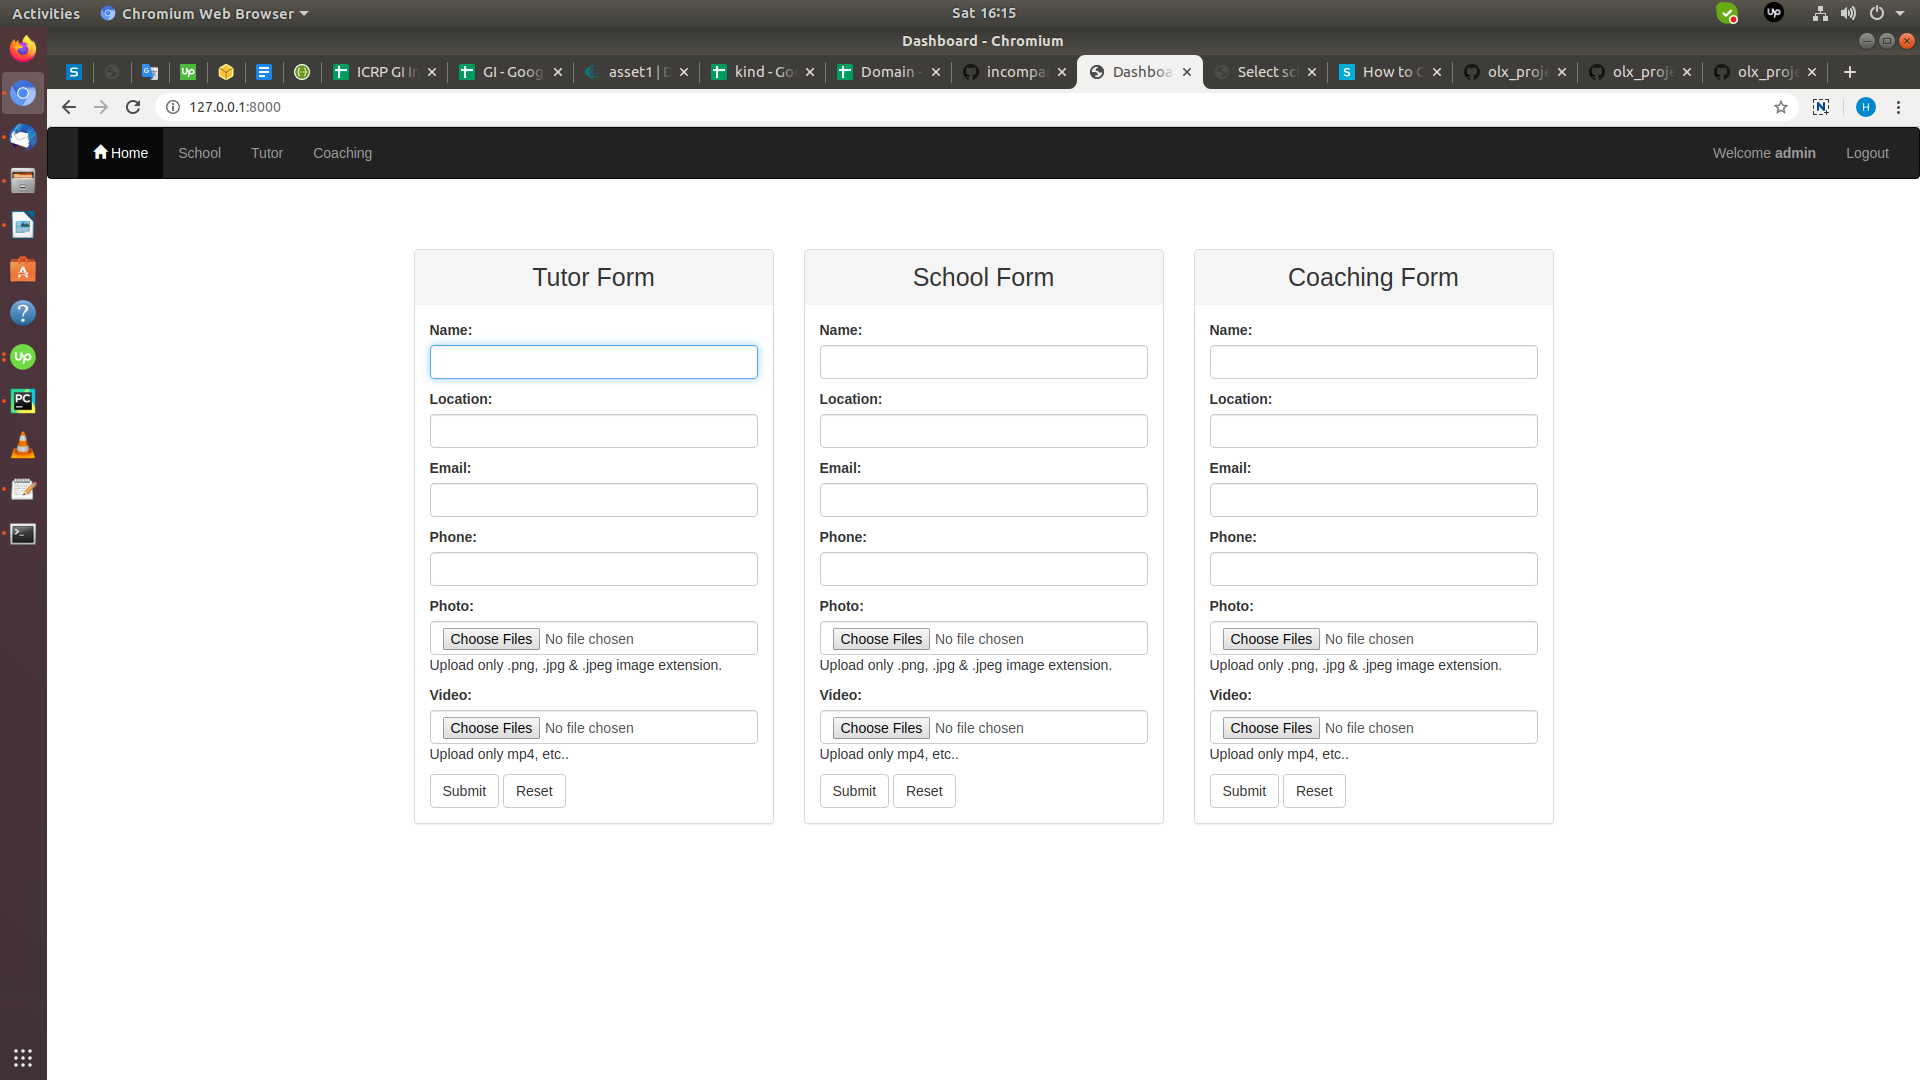 Activities Chromium Web Browser Sat 16:15
Dashboard - Chromium
ICRP GI GI - Goog asset1 | kind - Go Domain - incompa Dashboa Select sc How to olx_proj olx_proj olx_proj
127.0.0.1:8000
Home School Tutor Coaching Welcome admin Logout
Tutor Form
Name:
Location:
Email:
Phone:
Photo:
Choose Files No file chosen
Upload only .png, .jpg & .jpeg image extension.
Video:
Choose Files No file chosen
Upload only mp4, etc..
Submit Reset
School Form
Name:
Location:
Email:
Phone:
Photo:
Choose Files No file chosen
Upload only .png, .jpg & .jpeg image extension.
Video:
Choose Files No file chosen
Upload only mp4, etc..
Submit Reset
Coaching Form
Name:
Location:
Email:
Phone:
Photo:
Choose Files No file chosen
Upload only .png, .jpg & .jpeg image extension.
Video:
Choose Files No file chosen
Upload only mp4, etc..
Submit Reset